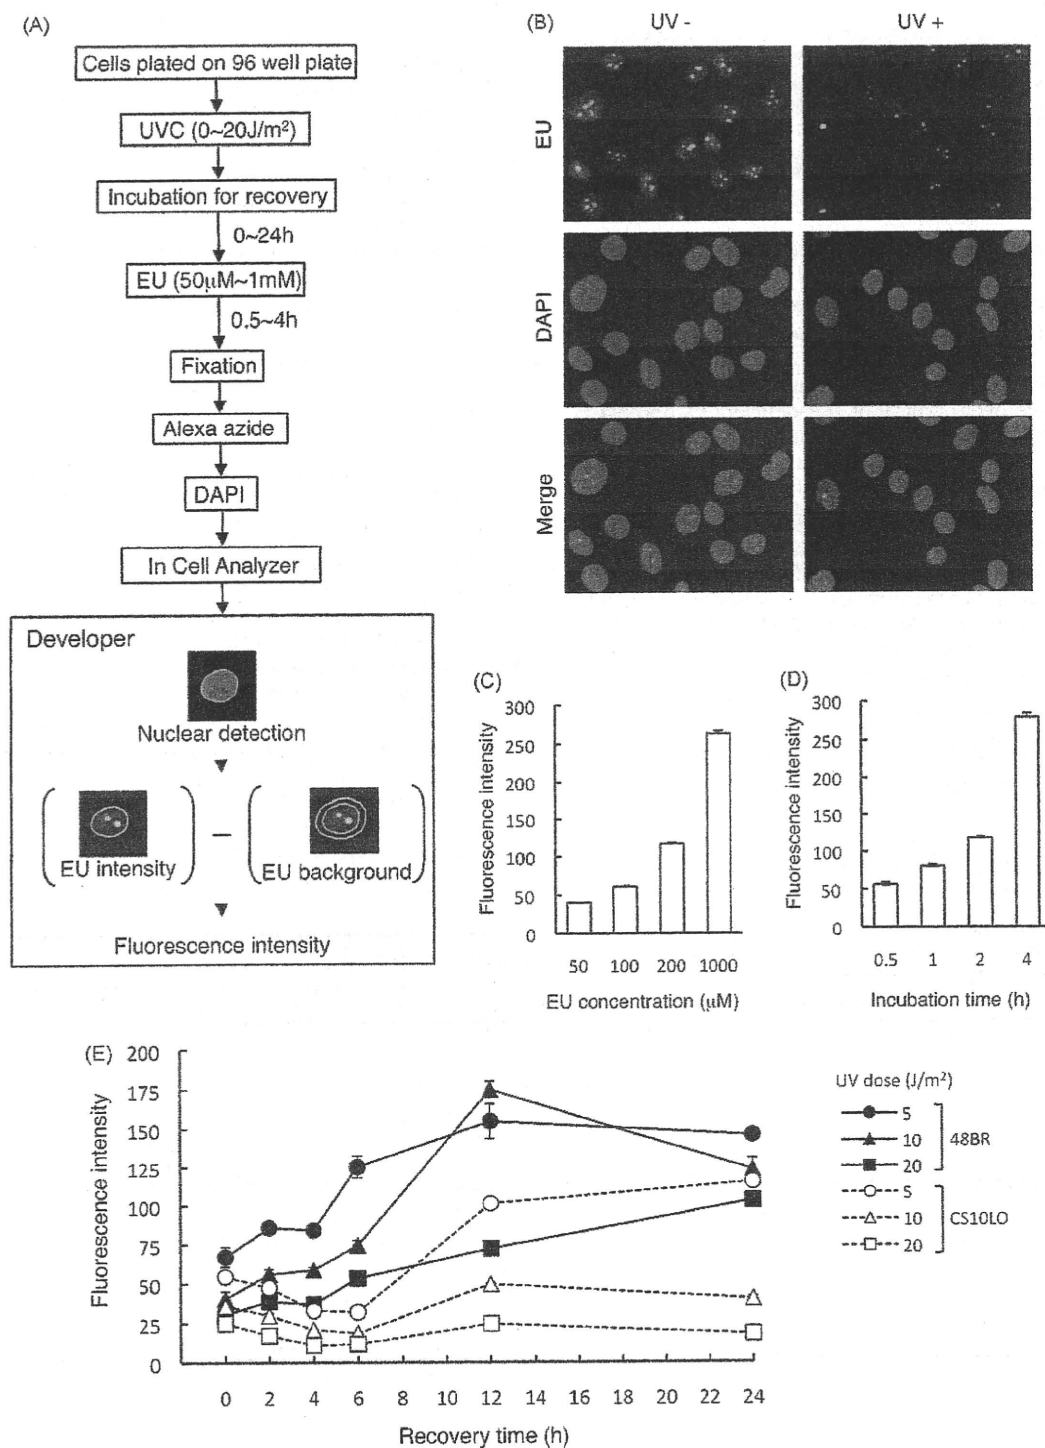 (A)
Cells plated on 96 well plate
UVC (0~20J/m²)
Incubation for recovery
0~24h
EU (50μM~1mM)
0.5~4h
Fixation
Alexa azide
DAPI
In Cell Analyzer
Developer
Nuclear detection
EU intensity
−
EU background
Fluorescence intensity
(B)
UV -
UV +
EU
DAPI
Merge
(C)
Fluorescence intensity
300
250
200
150
100
50
0
50 100 200 1000
EU concentration (μM)
(D)
Fluorescence intensity
300
250
200
150
100
50
0
0.5 1 2 4
Incubation time (h)
(E)
Fluorescence intensity
200
175
150
125
100
75
50
25
0
0 2 4 6 8 10 12 14 16 18 20 22 24
Recovery time (h)
UV dose (J/m²)
5
10
20
48BR
5
10
20
CS10LO